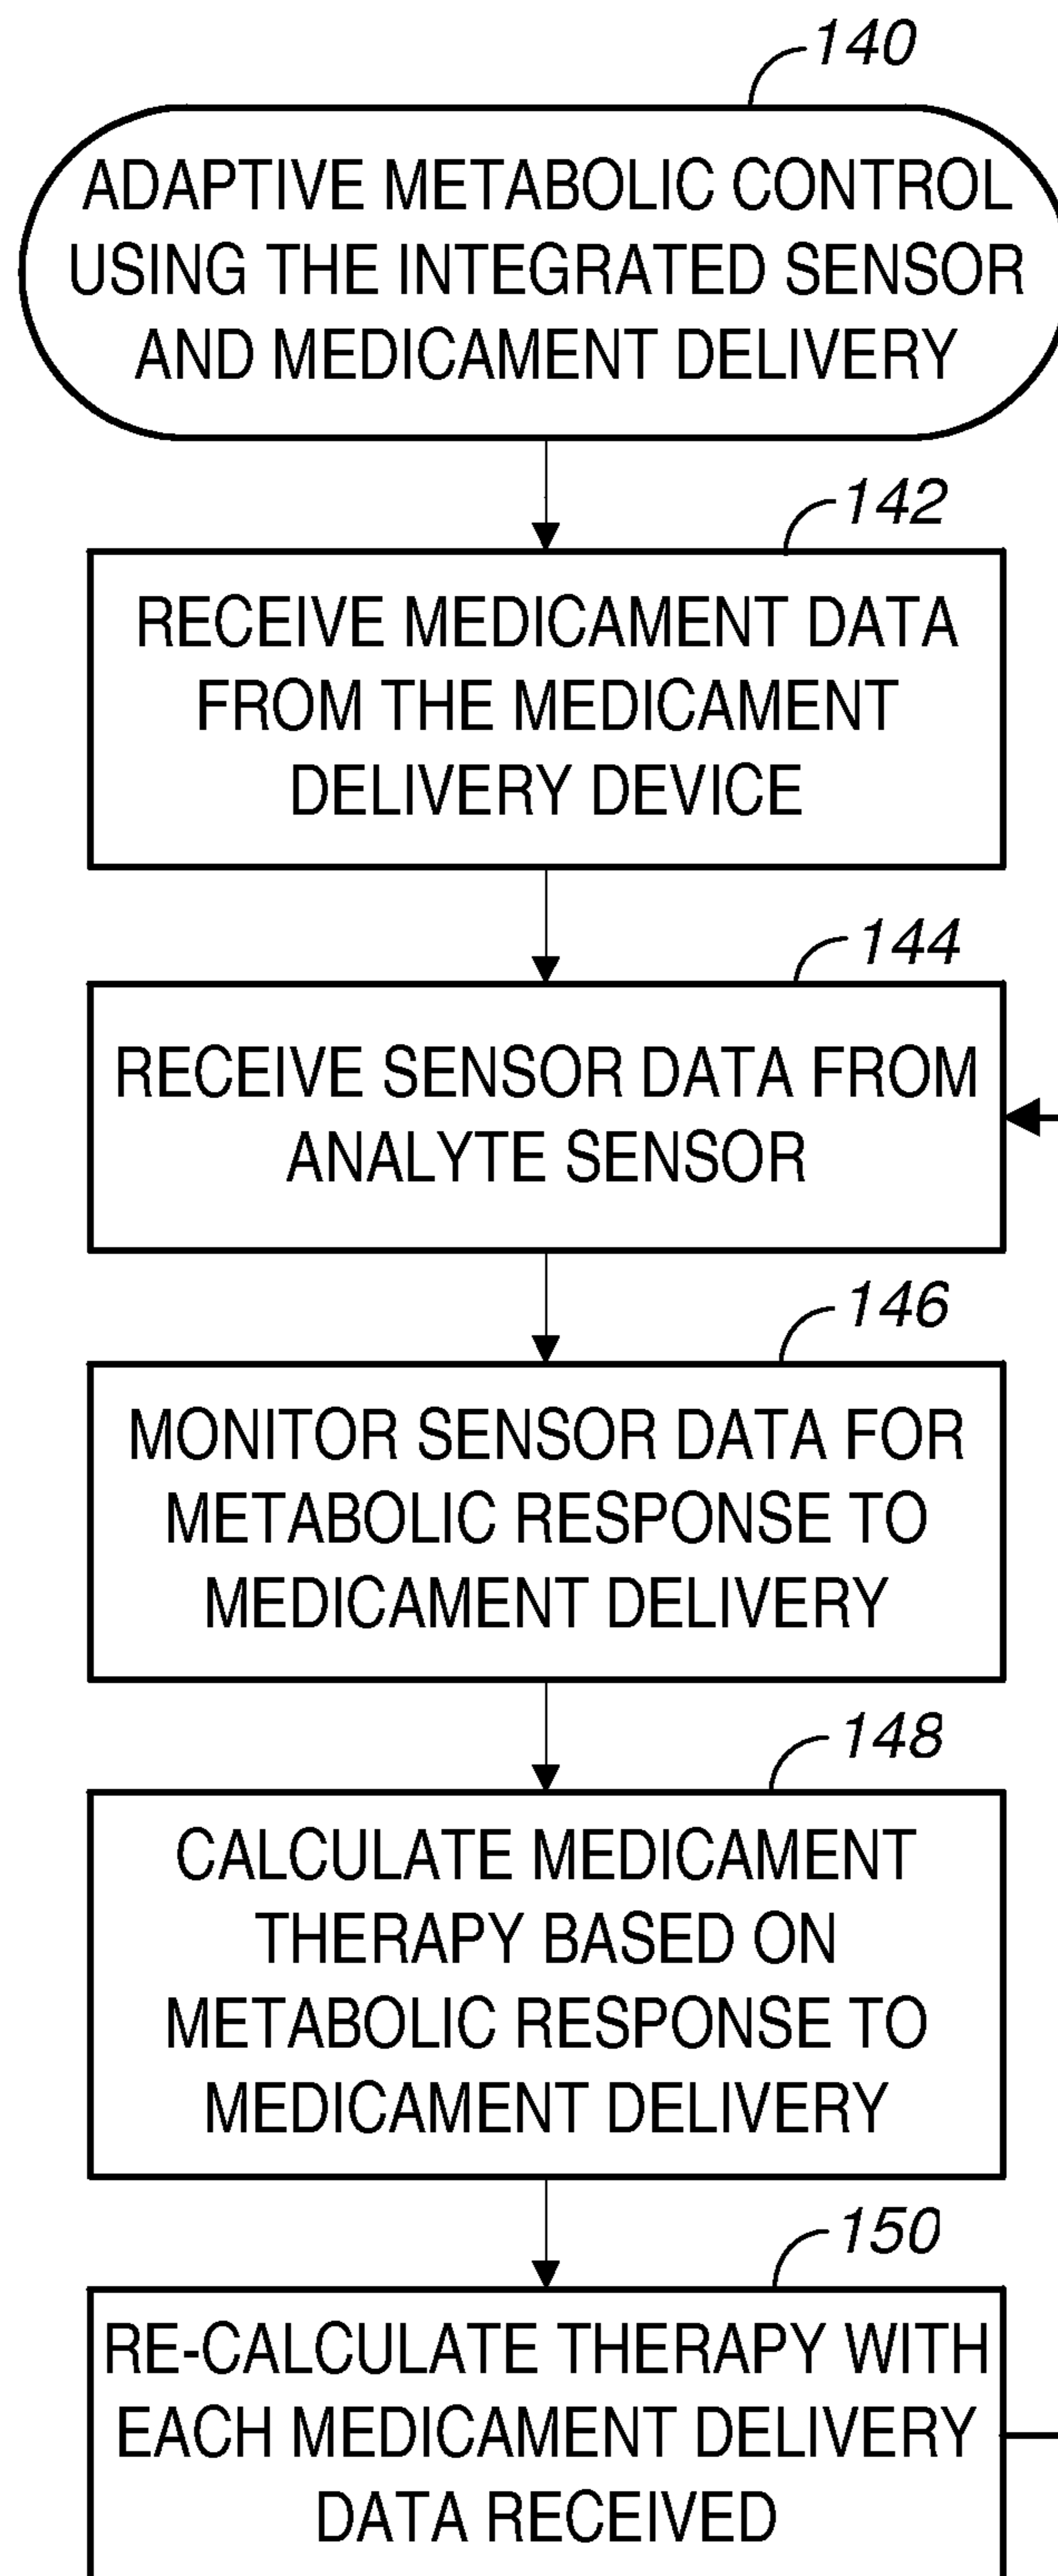 140
ADAPTIVE METABOLIC CONTROL
USING THE INTEGRATED SENSOR
AND MEDICAMENT DELIVERY
142
RECEIVE MEDICAMENT DATA
FROM THE MEDICAMENT
DELIVERY DEVICE
144
RECEIVE SENSOR DATA FROM
ANALYTE SENSOR
146
MONITOR SENSOR DATA FOR
METABOLIC RESPONSE TO
MEDICAMENT DELIVERY
148
CALCULATE MEDICAMENT
THERAPY BASED ON
METABOLIC RESPONSE TO
MEDICAMENT DELIVERY
150
RE-CALCULATE THERAPY WITH
EACH MEDICAMENT DELIVERY
DATA RECEIVED